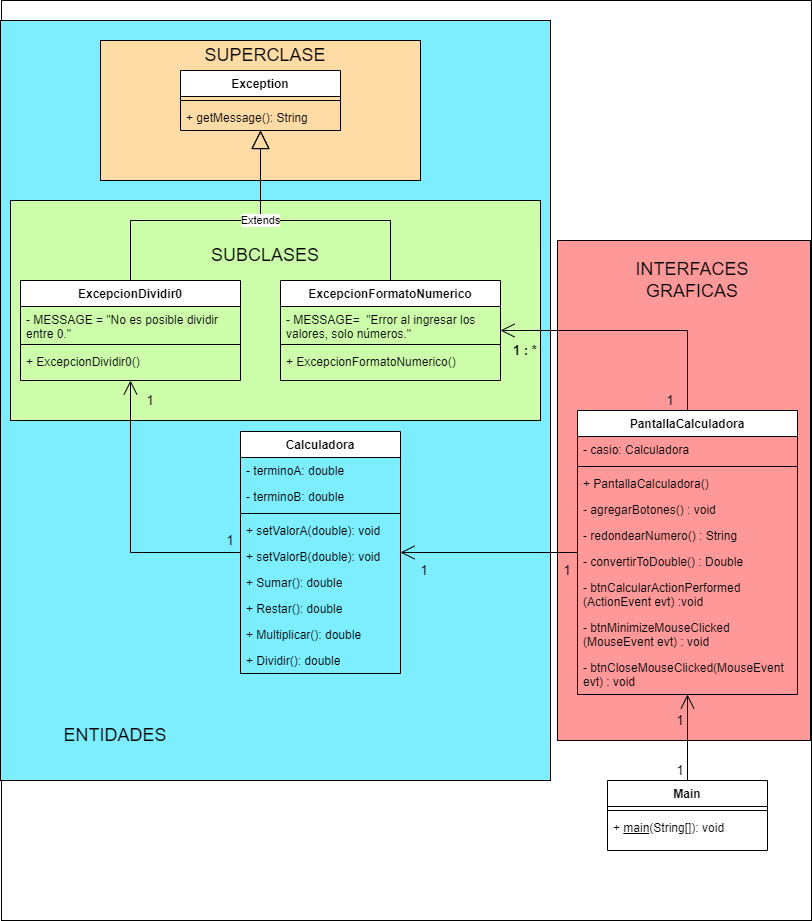 SUPERCLASE
Exception
+ getMessage(): String
Extends
SUBCLASES
ExcepcionDividir0
- MESSAGE = "No es posible dividir
entre 0."
+ ExcepcionDividir0()
ExcepcionFormatoNumerico
- MESSAGE=  "Error al ingresar los
valores, solo números."
+ ExcepcionFormatoNumerico()
1 : *
1
INTERFACES
GRAFICAS
1
PantallaCalculadora
- casio: Calculadora
+ PantallaCalculadora()
- agregarBotones() : void
- redondearNumero() : String
- convertirToDouble() : Double
- btnCalcularActionPerformed
(ActionEvent evt) :void
- btnMinimizeMouseClicked
(MouseEvent evt) : void
- btnCloseMouseClicked(MouseEvent
evt) : void
Calculadora
- terminoA: double
- terminoB: double
+ setValorA(double): void
+ setValorB(double): void
+ Sumar(): double
+ Restar(): double
+ Multiplicar(): double
+ Dividir(): double
1
1
1
ENTIDADES
1
1
Main
+ main(String[]): void